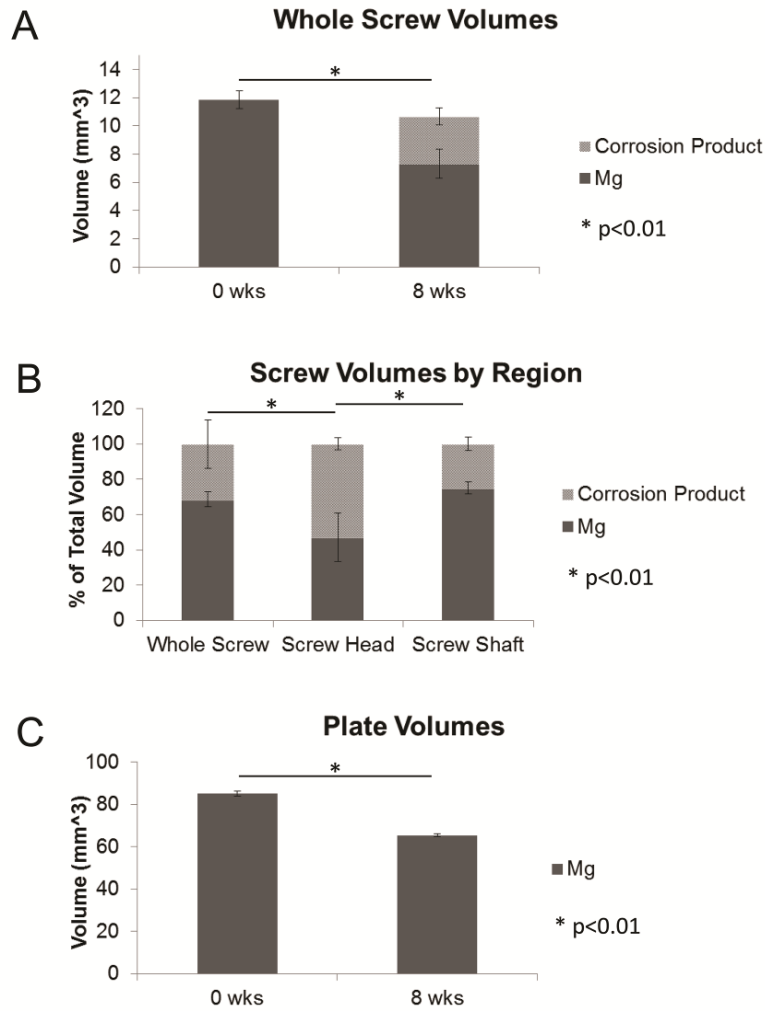 A
Whole Screw Volumes
Volume (mm^3)
14
12
10
8
6
4
2
0
*
0 wks
8 wks
Corrosion Product
Mg
* p<0.01
B
Screw Volumes by Region
% of Total Volume
120
100
80
60
40
20
0
*
*
Whole Screw
Screw Head
Screw Shaft
Corrosion Product
Mg
* p<0.01
C
Plate Volumes
Volume (mm^3)
100
80
60
40
20
0
*
0 wks
8 wks
Mg
* p<0.01